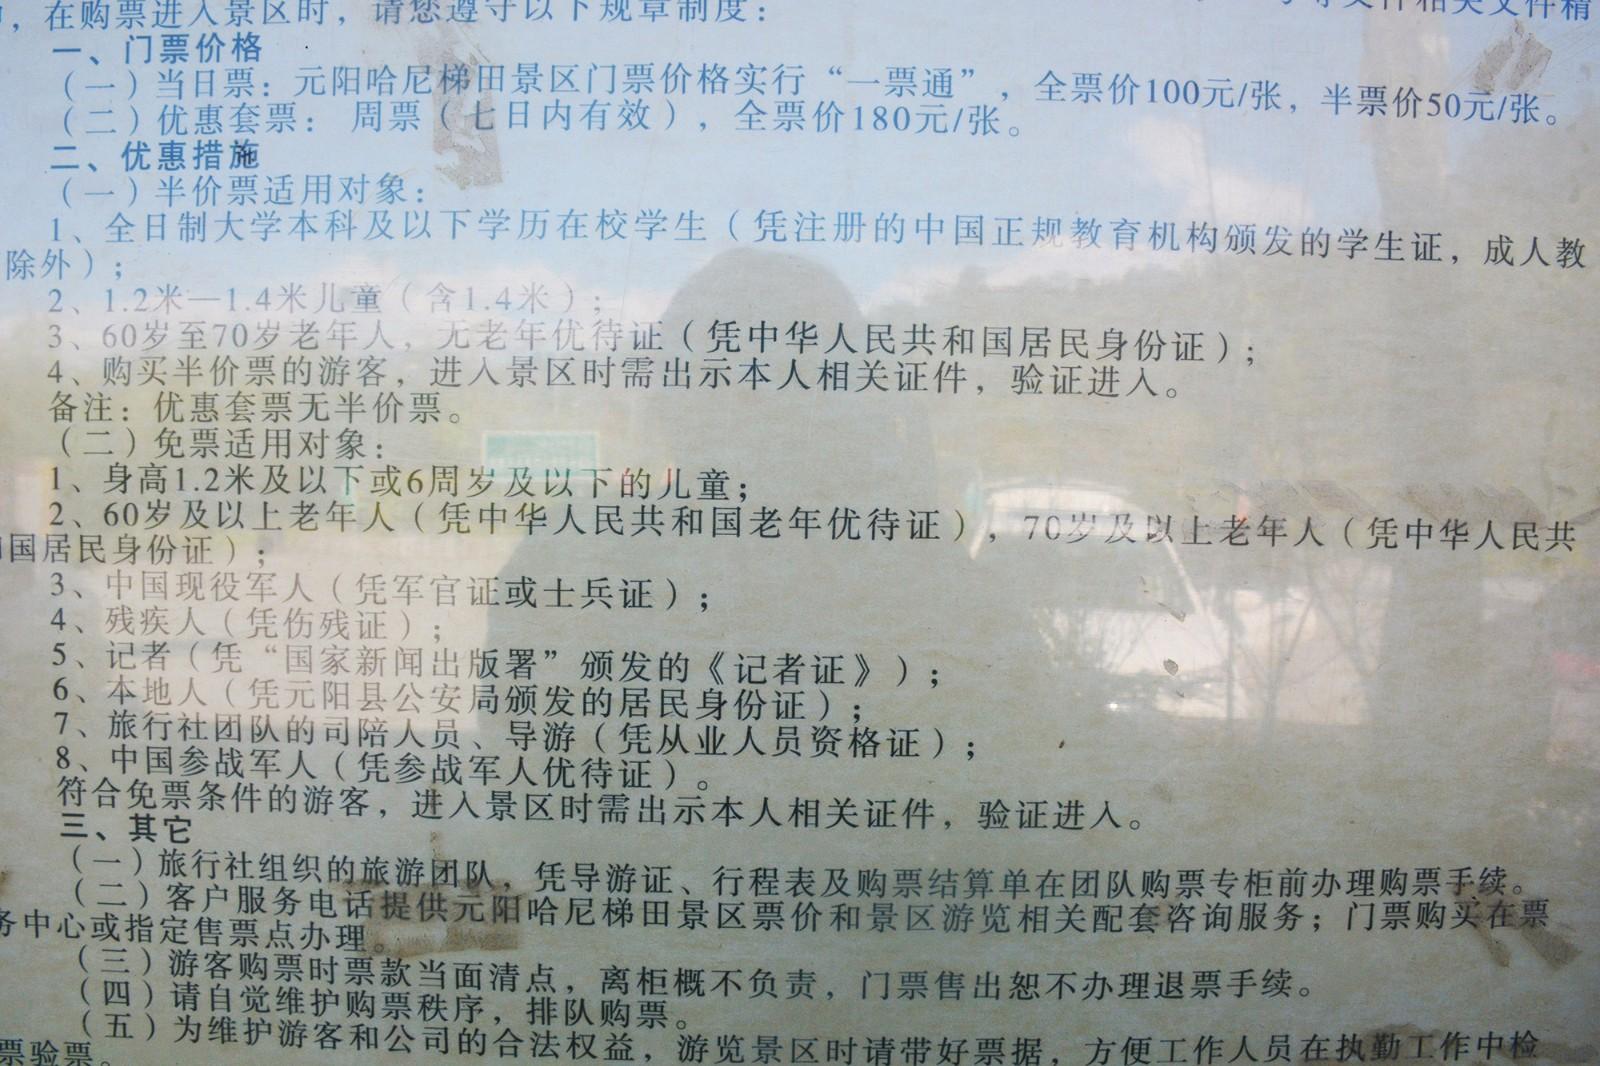 ，在购票进入景区时，请您遵守以下规章制度：
一、门票价格
（一）当日票：元阳哈尼梯田景区门票价格实行“一票通”，全票价100元/张，半票价50元/张。
（二）优惠套票：周票（七日内有效），全票价180元/张。
二、优惠措施
（一）半价票适用对象：
1、全日制大学本科及以下学历在校学生（凭注册的中国正规教育机构颁发的学生证，成人教
除外）；
2、1.2米—1.4米儿童（含1.4米）；
3、60岁至70岁老年人，无老年优待证（凭中华人民共和国居民身份证）；
4、购买半价票的游客，进入景区时需出示本人相关证件，验证进入。
备注：优惠套票无半价票。
（二）免票适用对象：
1、身高1.2米及以下或6周岁及以下的儿童；
2、60岁及以上老年人（凭中华人民共和国老年优待证），70岁及以上老年人（凭中华人民共
国居民身份证）；
3、中国现役军人（凭军官证或士兵证）；
4、残疾人（凭伤残证）；
5、记者（凭“国家新闻出版署”颁发的《记者证》）；
6、本地人（凭元阳县公安局颁发的居民身份证）；
7、旅行社团队的司陪人员、导游（凭从业人员资格证）；
8、中国参战军人（凭参战军人优待证）。
符合免票条件的游客，进入景区时需出示本人相关证件，验证进入。
三、其它
（一）旅行社组织的旅游团队，凭导游证、行程表及购票结算单在团队购票专柜前办理购票手续。
（二）客户服务电话提供元阳哈尼梯田景区票价和景区游览相关配套咨询服务；门票购买在票
务中心或指定售票点办理。
（三）游客购票时票款当面清点，离柜概不负责，门票售出恕不办理退票手续。
（四）请自觉维护购票秩序，排队购票。
（五）为维护游客和公司的合法权益，游览景区时请带好票据，方便工作人员在执勤工作中检
票验票。